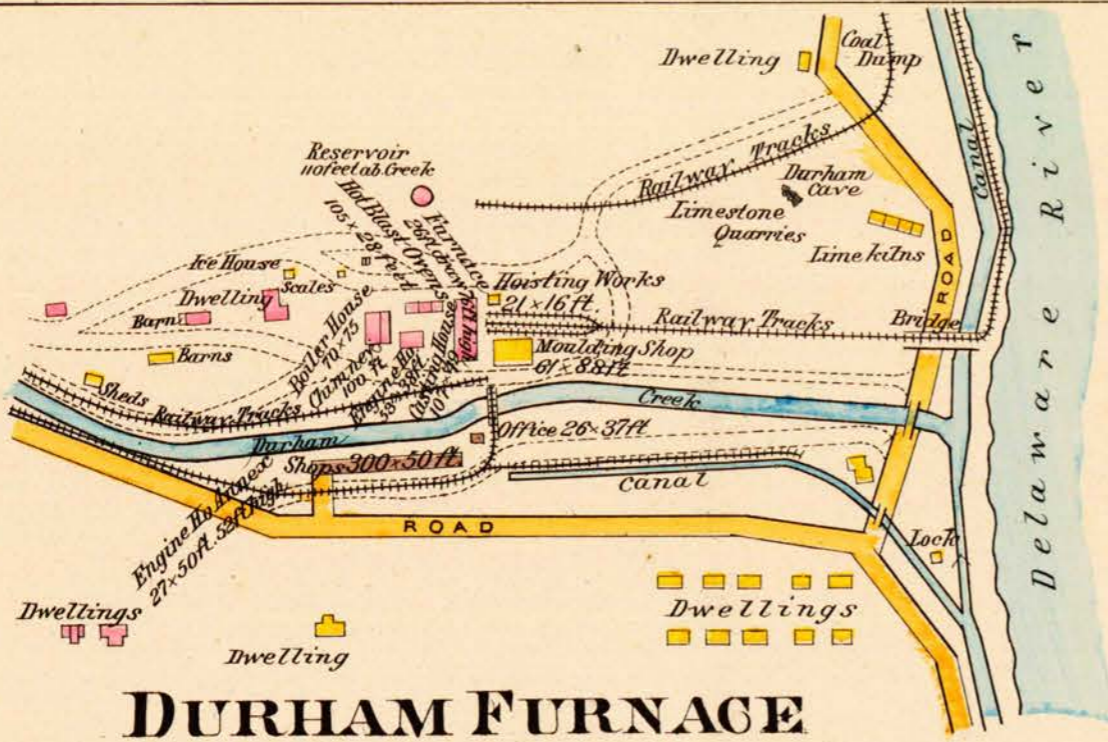 Dwelling
Coal
Dump
Canal
Delaware River
Reservoir
110 feet ab. Creek
Railway Tracks
Durham
Cave
Limestone
Quarries
Lime kilns
ROAD
Hot Blast Ovens
105 × 28 feet
Furnace
Ice House
Scales
Hoisting Works
21 × 16 ft
Dwelling
Barn
Boiler House
70 × 75
Chimney
100 ft
Engine Ho.
Casting House
Railway Tracks
Bridge
Barns
Moulding Shop
61 × 88 ft
Sheds
Railway Tracks
Durham Creek
Office 26 × 37 ft
Shops 300 × 50 ft
Canal
Engine Ho. Annex
27 × 50 ft. 52 ft high
ROAD
Lock
Dwellings
Dwellings
Dwelling
DURHAM FURNACE